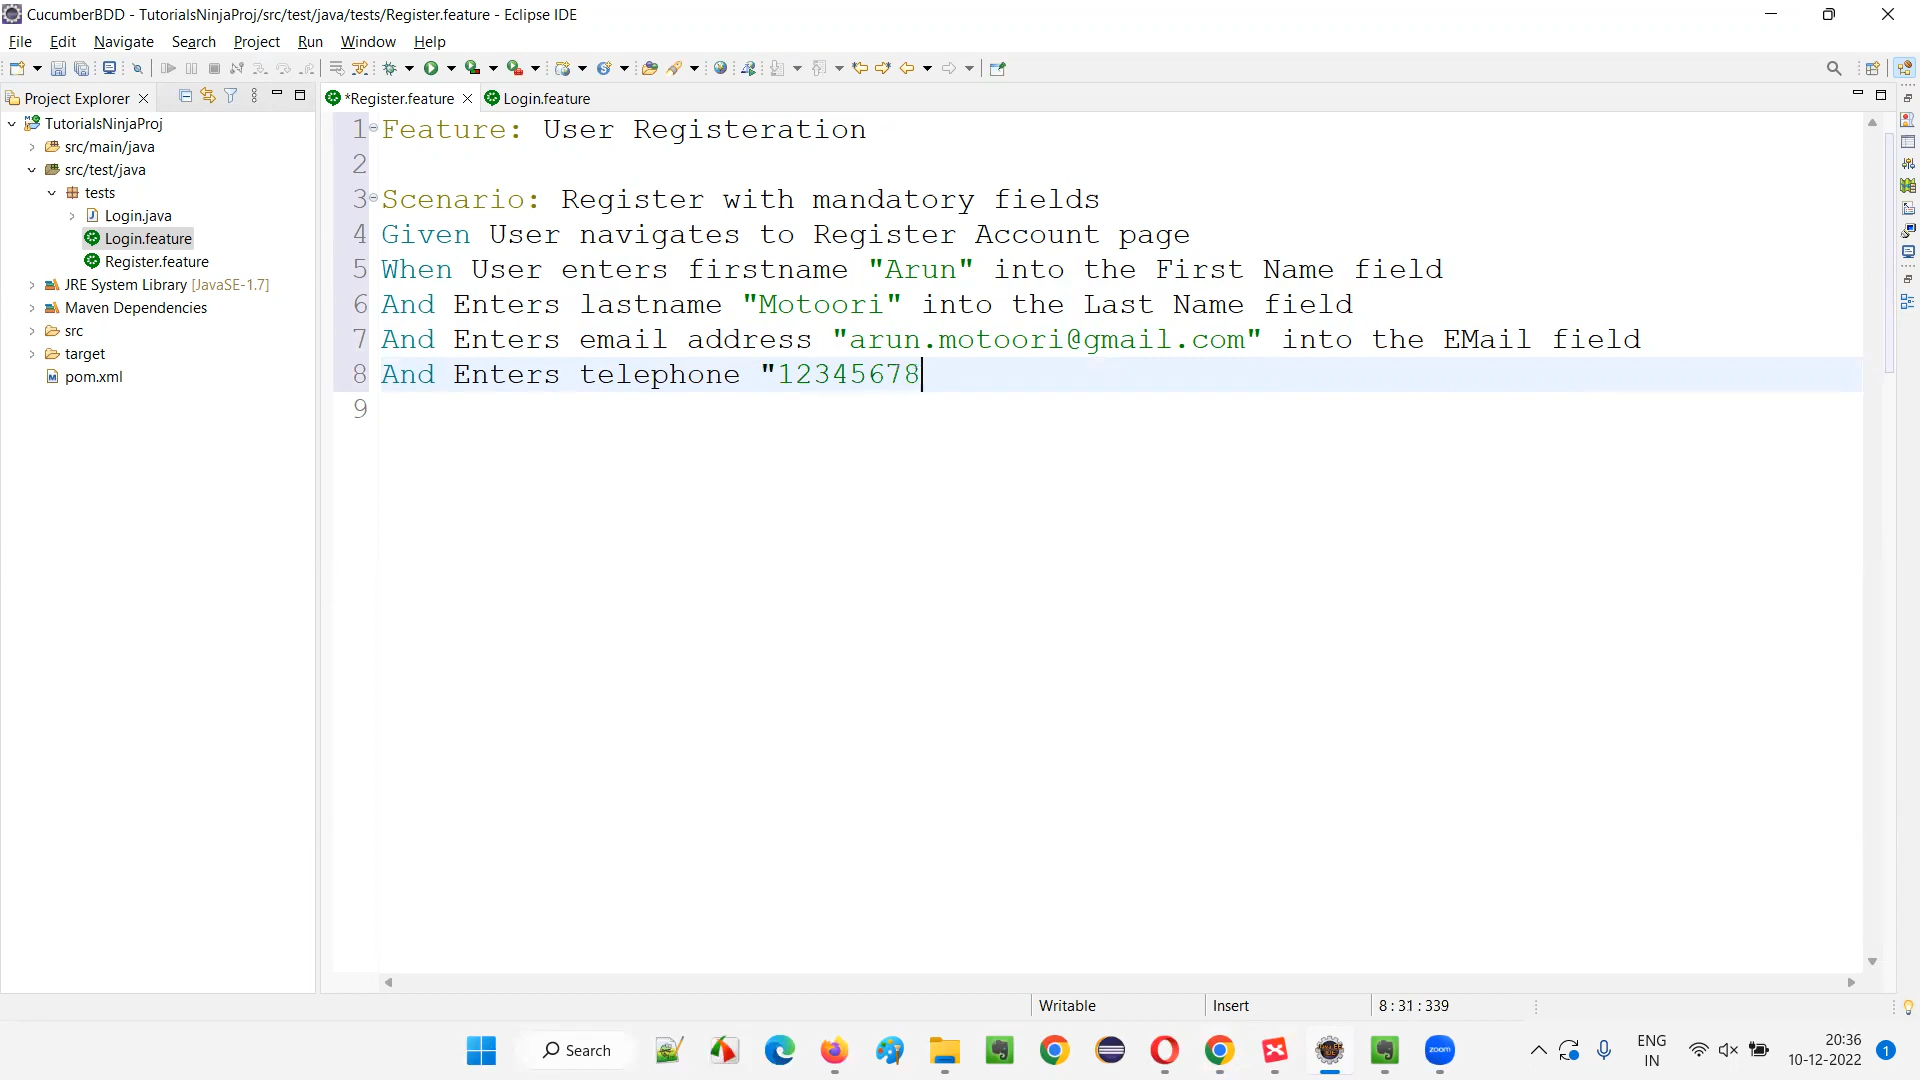 CucumberBDD - TutorialsNinjaProj/src/test/java/tests/Register.feature - Eclipse IDE
File Edit Navigate Search Project Run Window Help
Project Explorer
*Register.feature
Login.feature
TutorialsNinjaProj
src/main/java
src/test/java
tests
Login.java
Login.feature
Register.feature
JRE System Library [JavaSE-1.7]
Maven Dependencies
src
target
pom.xml
1 Feature: User Registeration
2
3 Scenario: Register with mandatory fields
4 Given User navigates to Register Account page
5 When User enters firstname "Arun" into the First Name field
6 And Enters lastname "Motoori" into the Last Name field
7 And Enters email address "arun.motoori@gmail.com" into the EMail field
8 And Enters telephone "12345678
9
Writable Insert 8 : 31 : 339
Search
zoom
ENG
IN
20:36
10-12-2022
1